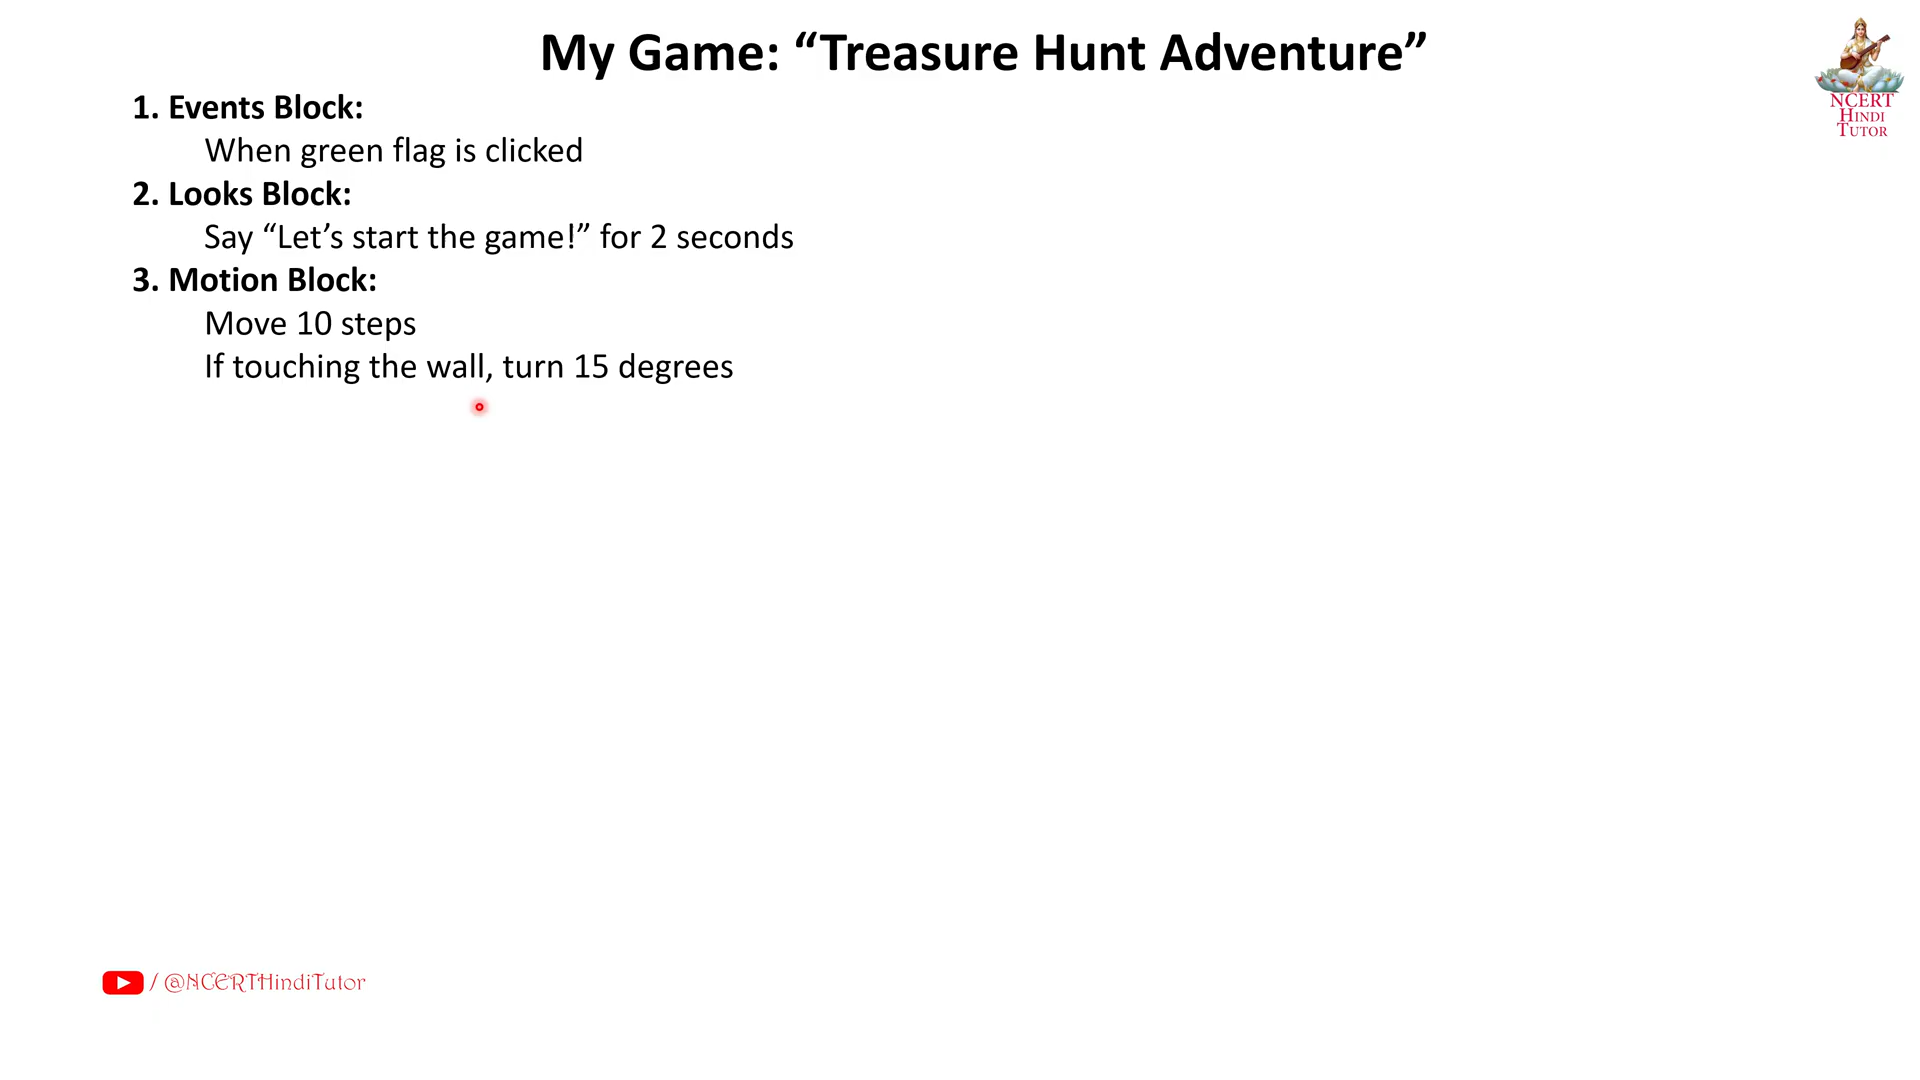 My Game: “Treasure Hunt Adventure”
NCERT
HINDI
TUTOR
1. Events Block:
When green flag is clicked
2. Looks Block:
Say “Let’s start the game!” for 2 seconds
3. Motion Block:
Move 10 steps
If touching the wall, turn 15 degrees
/ @NCERTHindiTutor